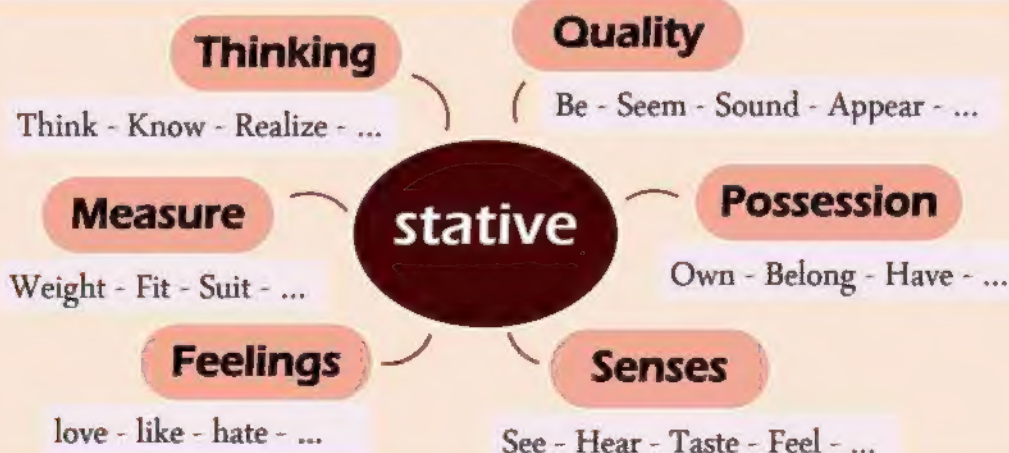 Thinking
Think - Know - Realize - ...
Quality
Be - Seem - Sound - Appear - ...
Measure
Weight - Fit - Suit - ...
stative
Possession
Own - Belong - Have - ...
Feelings
love - like - hate - ...
Senses
See - Hear - Taste - Feel - ...